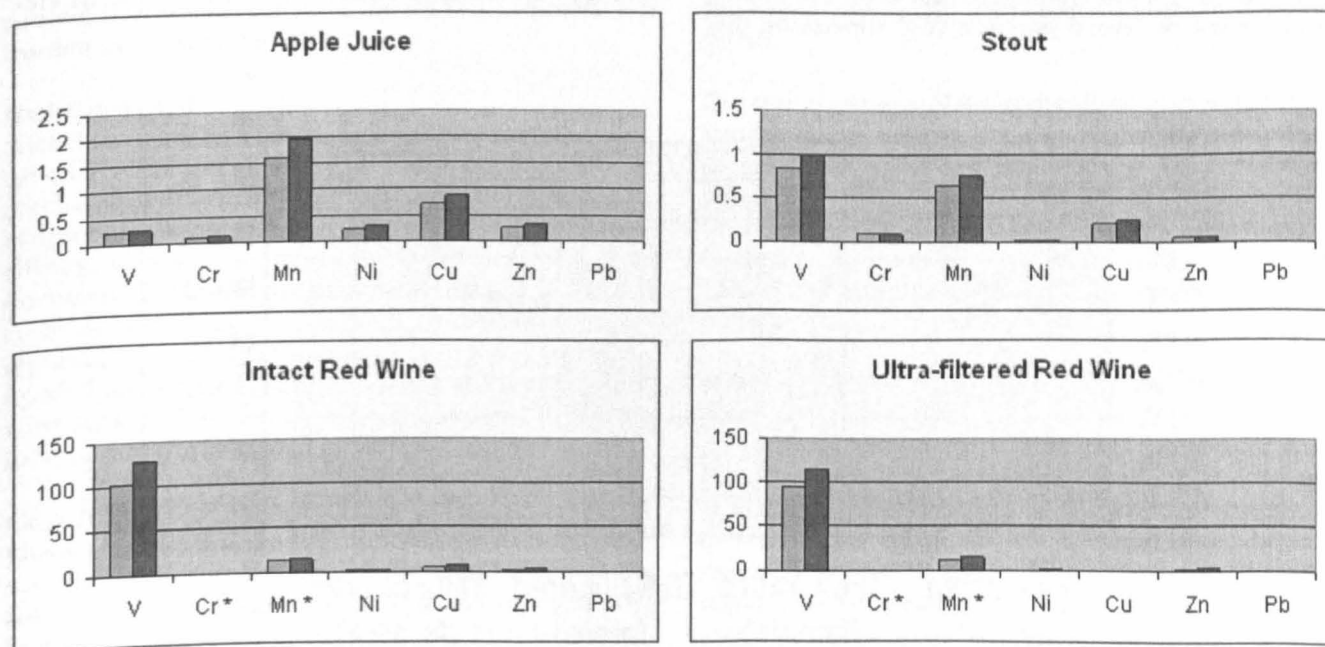 Apple Juice
2.5
2
1.5
1
0.5
0
V Cr Mn Ni Cu Zn Pb
Stout
1.5
1
0.5
0
V Cr Mn Ni Cu Zn Pb
Intact Red Wine
150
100
50
0
V Cr * Mn * Ni Cu Zn Pb
Ultra-filtered Red Wine
150
100
50
0
V Cr * Mn * Ni Cu Zn Pb